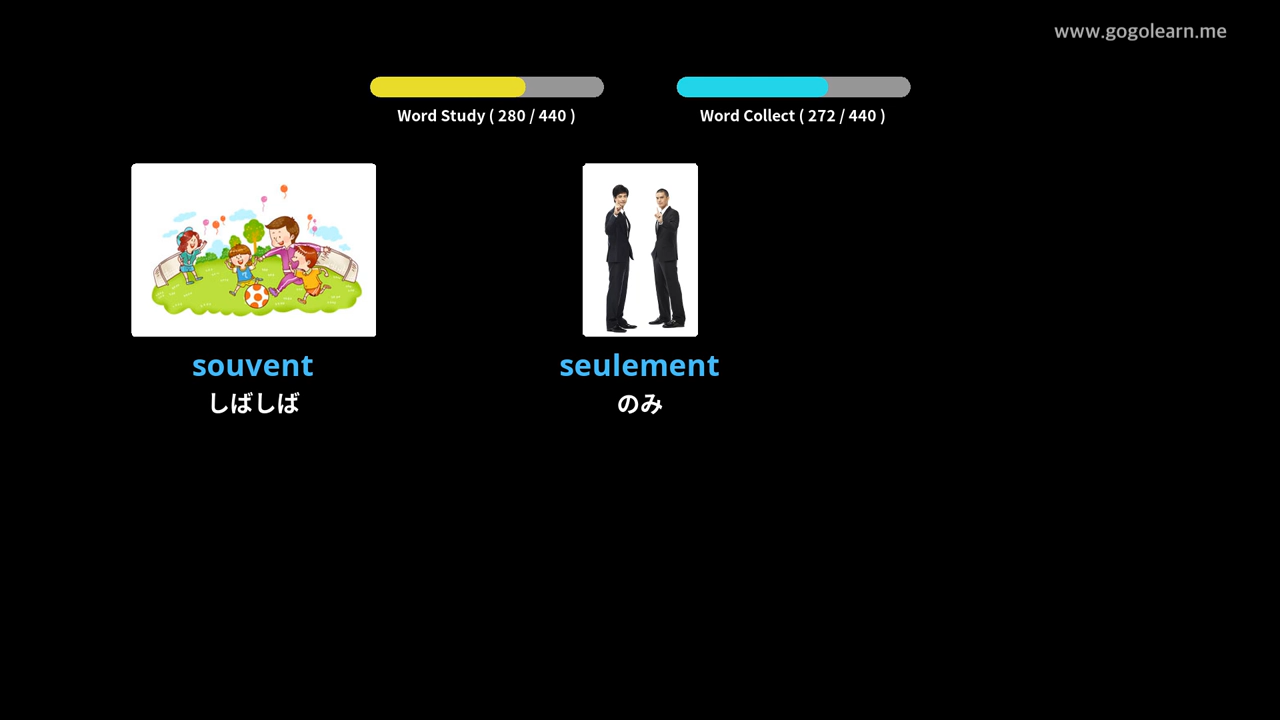 www.gogolearn.me
Word Study ( 280 / 440 )
Word Collect ( 272 / 440 )
souvent
しばしば
seulement
のみ